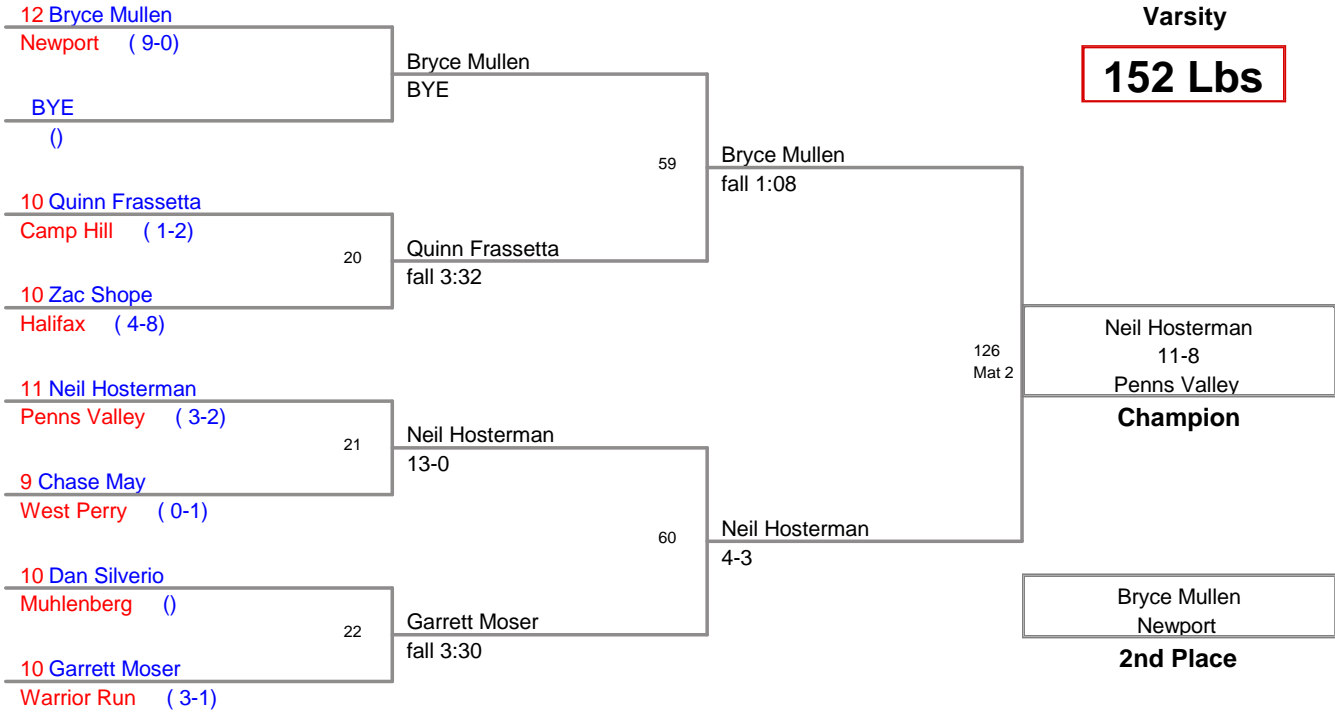 12 Bryce Mullen
Newport ( 9-0)
BYE
()
10 Quinn Frassetta
Camp Hill ( 1-2)
10 Zac Shope
Halifax ( 4-8)
11 Neil Hosterman
Penns Valley ( 3-2)
9 Chase May
West Perry ( 0-1)
10 Dan Silverio
Muhlenberg ()
10 Garrett Moser
Warrior Run ( 3-1)
Bryce Mullen
BYE
20
Quinn Frassetta
fall 3:32
21
Neil Hosterman
13-0
22
Garrett Moser
fall 3:30
59
Bryce Mullen
fall 1:08
60
Neil Hosterman
4-3
Varsity
152 Lbs
126
Mat 2
Neil Hosterman
11-8
Penns Valley
Champion
Bryce Mullen
Newport
2nd Place